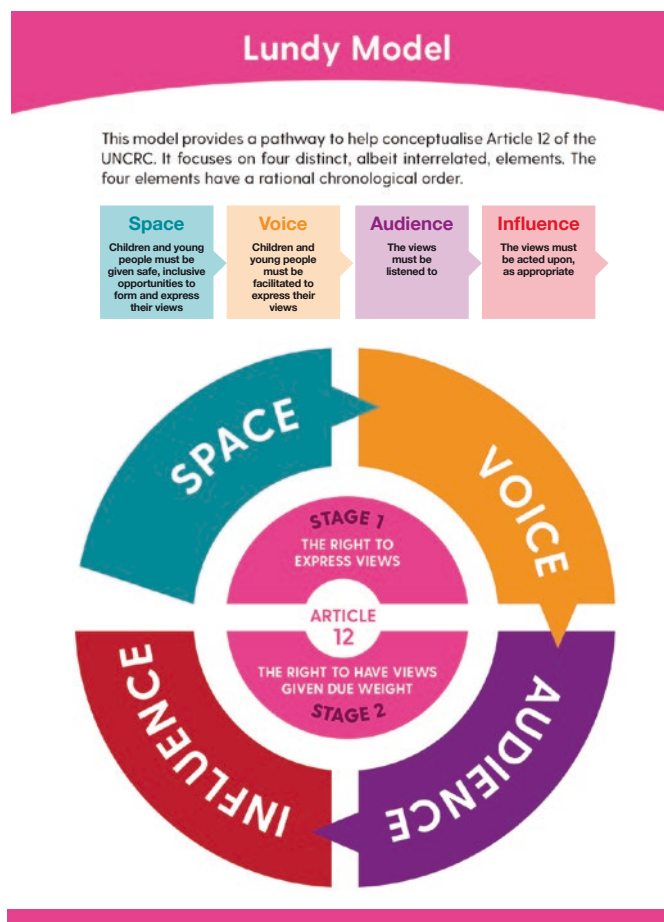 Lundy Model
This model provides a pathway to help conceptualise Article 12 of the
UNCRC. It focuses on four distinct, albeit interrelated, elements. The
four elements have a rational chronological order.
Space
Children and young
people must be
given safe, inclusive
opportunities to
form and express
their views
Voice
Children and
young people
must be
facilitated to
express their
views
Audience
The views
must be
listened to
Influence
The views must
be acted upon,
as appropriate
SPACE
VOICE
STAGE 1
THE RIGHT TO
EXPRESS VIEWS
ARTICLE
12
THE RIGHT TO HAVE VIEWS
GIVEN DUE WEIGHT
STAGE 2
INFLUENCE
AUDIENCE